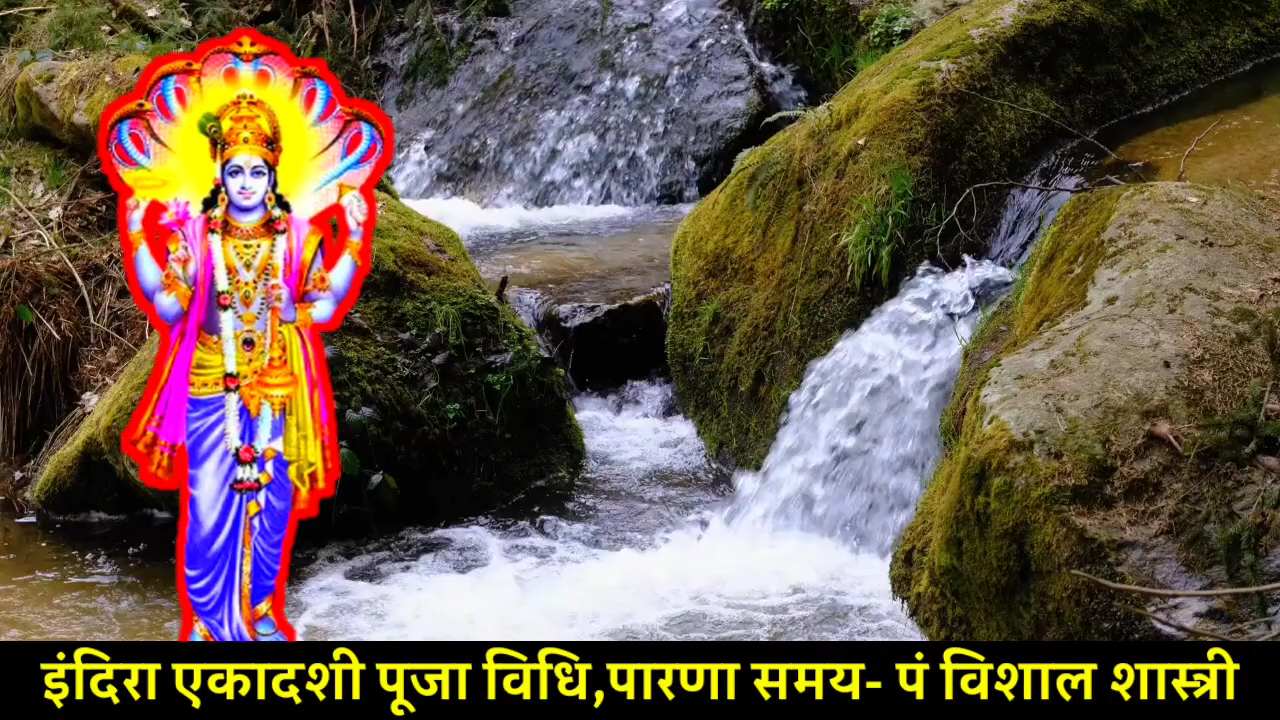 इंदिरा एकादशी पूजा विधि,पारणा समय- पं विशाल शास्त्री